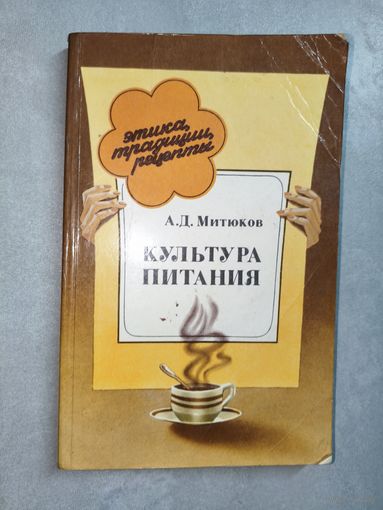 этика,
традиции,
рецепты
А.Д. Митюков
КУЛЬТУРА
ПИТАНИЯ